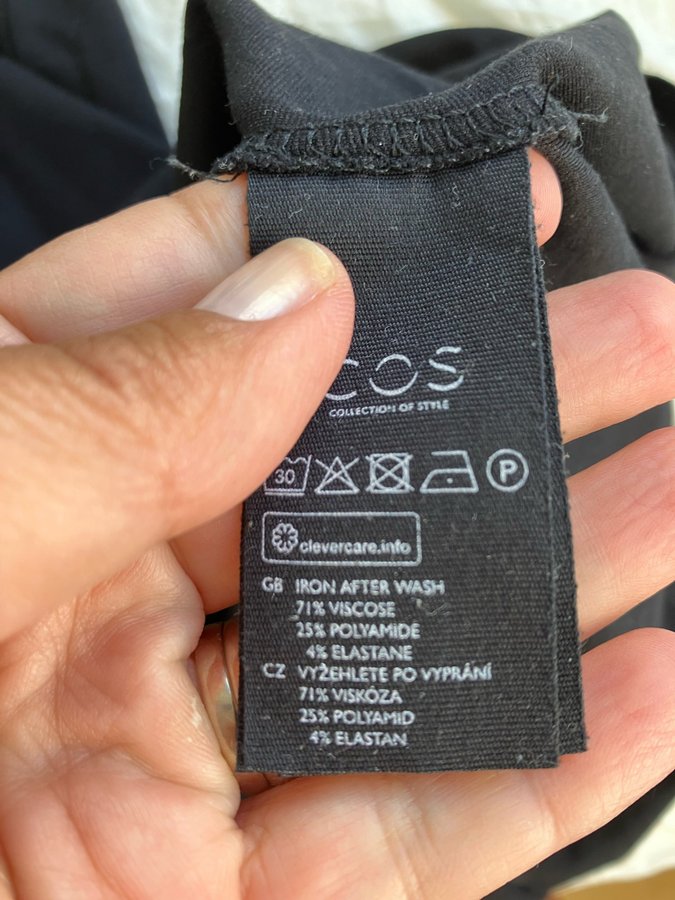 COS
COLLECTION OF STYLE
30 P
clevercare.info
GB IRON AFTER WASH
71% VISCOSE
25% POLYAMIDE
4% ELASTANE
CZ VYŽEHLETE PO VYPRÁNÍ
71% VISKÓZA
25% POLYAMID
4% ELASTAN